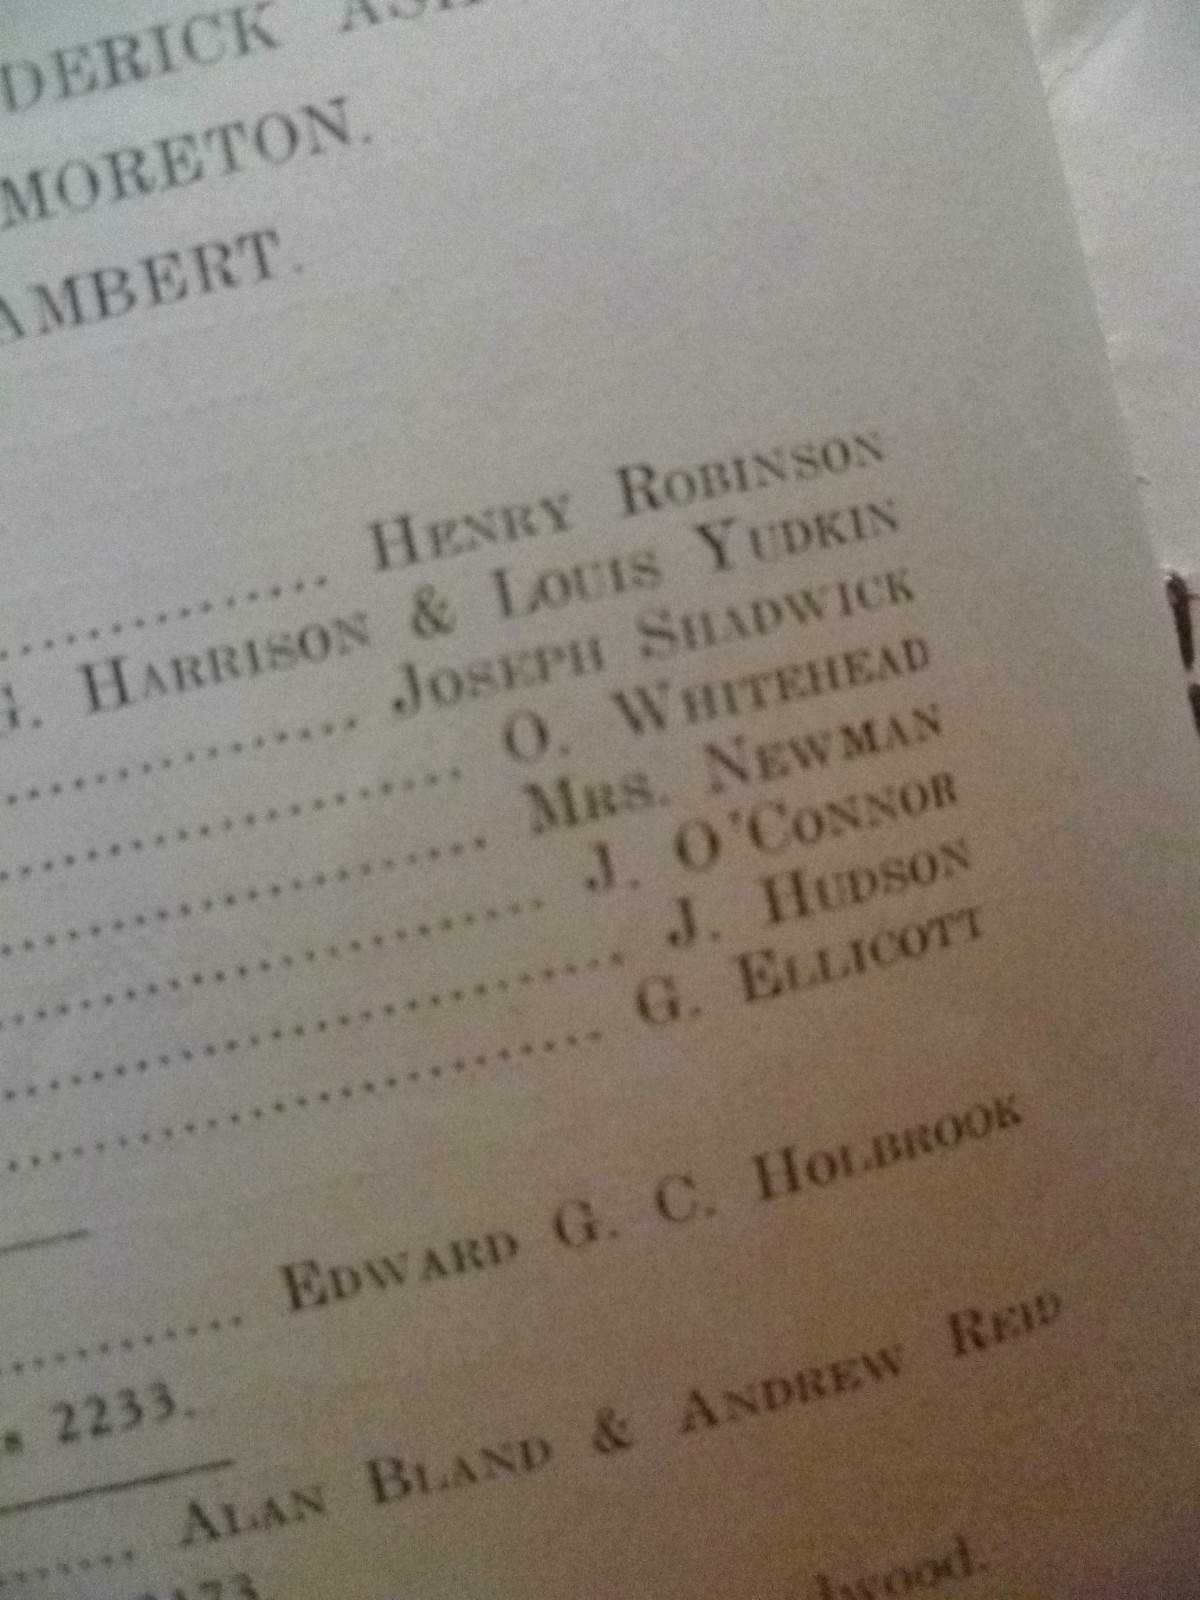 DERICK
MORETON.
AMBERT.
............... HENRY ROBINSON
G. HARRISON & LOUIS YUDKIN
................. JOSEPH SHADWICK
...................... O. WHITEHEAD
....................... MRS. NEWMAN
.......................... J. O'CONNOR
.............................. J. HUDSON
............................ G. ELLICOTT
............ EDWARD G. C. HOLBROOK
2233.
....... ALAN BLAND & ANDREW REID